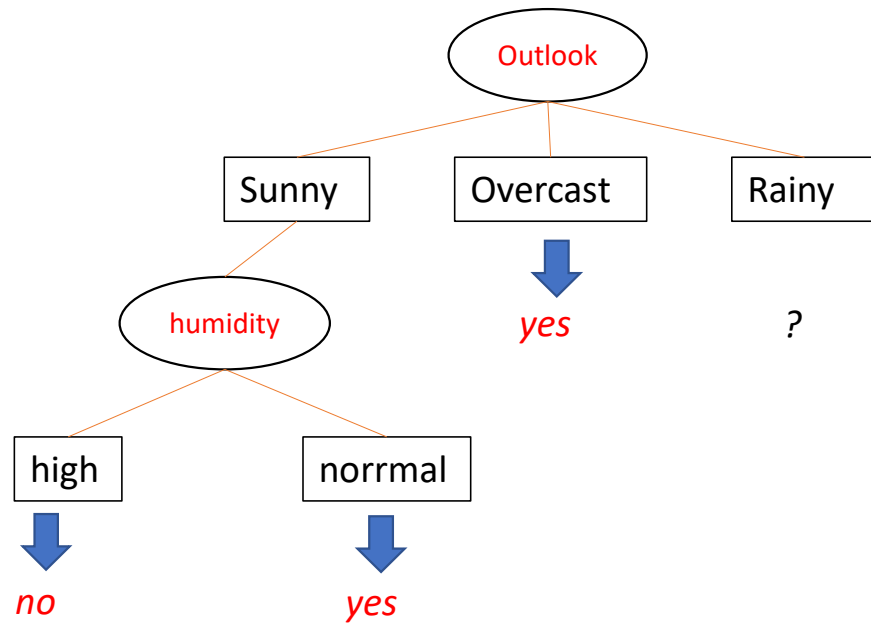 Outlook
Sunny
Overcast
Rainy
humidity
yes
?
high
norrmal
no
yes